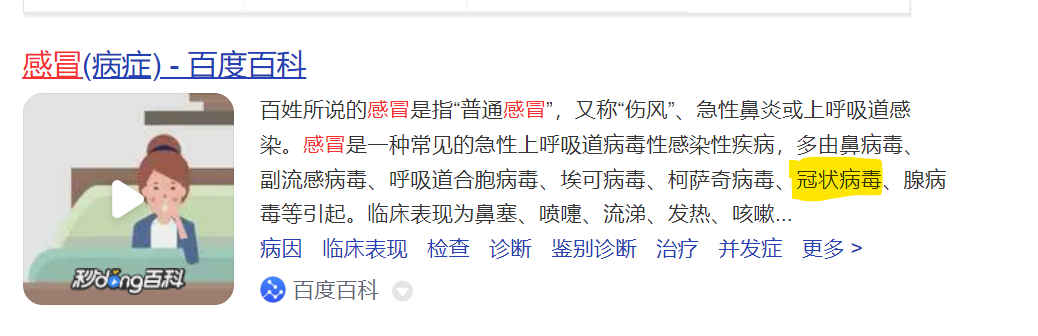 感冒(病症) - 百度百科
百姓所说的感冒是指“普通感冒”，又称“伤风”、急性鼻炎或上呼吸道感
染。感冒是一种常见的急性上呼吸道病毒性感染性疾病，多由鼻病毒、
副流感病毒、呼吸道合胞病毒、埃可病毒、柯萨奇病毒、冠状病毒、腺病
毒等引起。临床表现为鼻塞、喷嚏、流涕、发热、咳嗽...
病因 临床表现 检查 诊断 鉴别诊断 治疗 并发症 更多 >
秒dǒng百科
百度百科